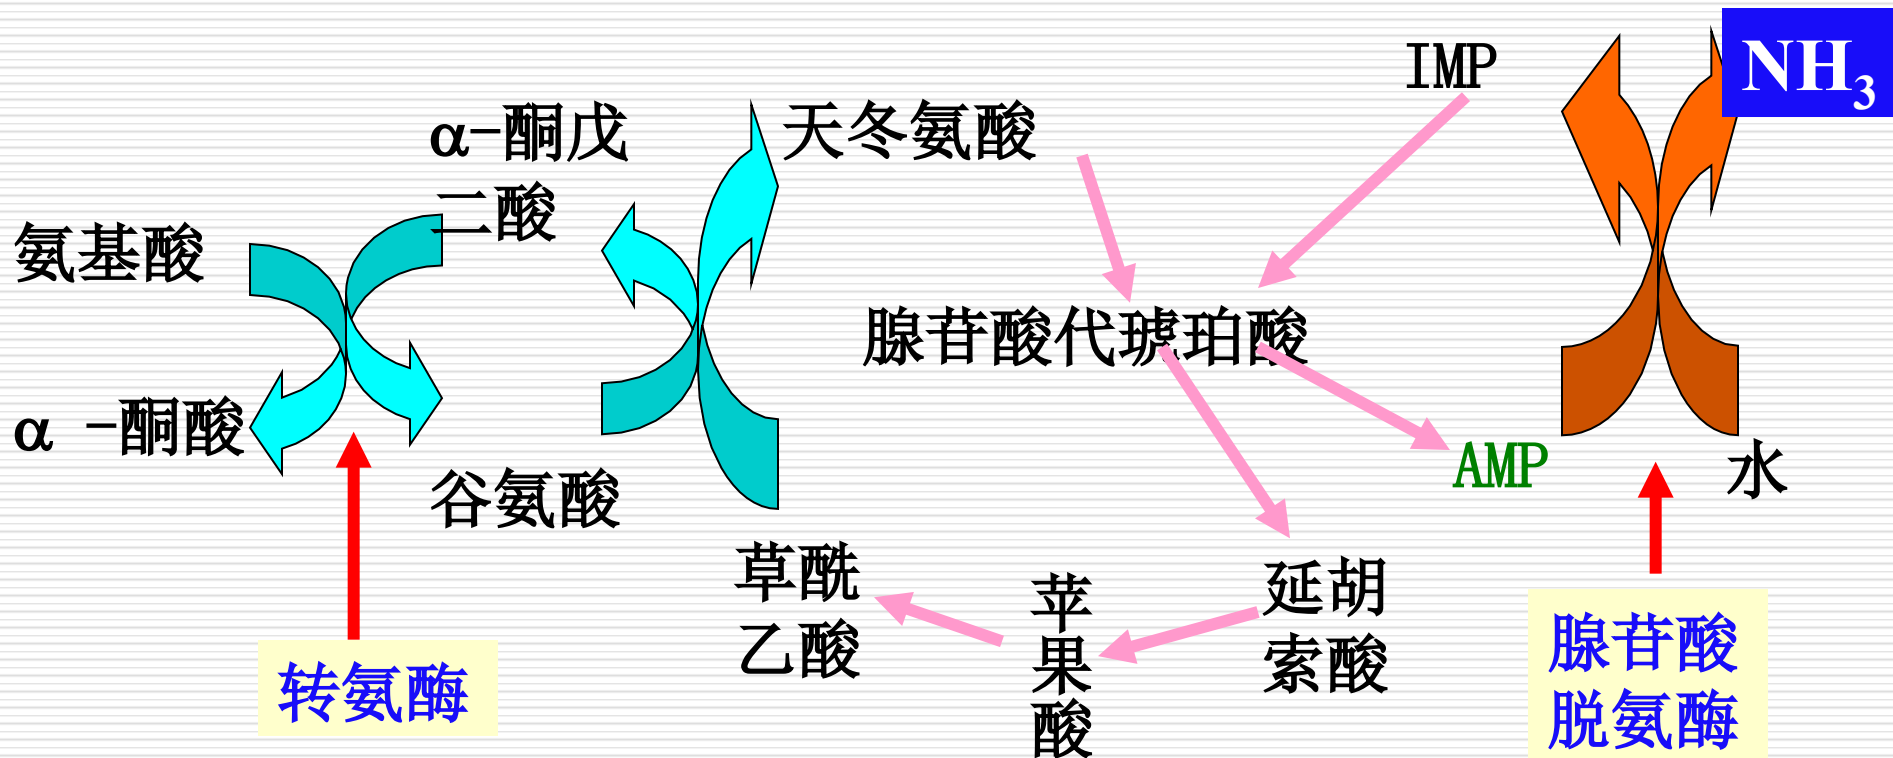 NH₃
IMP
α-酮戊
二酸
天冬氨酸
氨基酸
腺苷酸代琥珀酸
α -酮酸
谷氨酸
AMP
水
草酰
乙酸
苹
果
酸
延胡
索酸
转氨酶
腺苷酸
脱氨酶